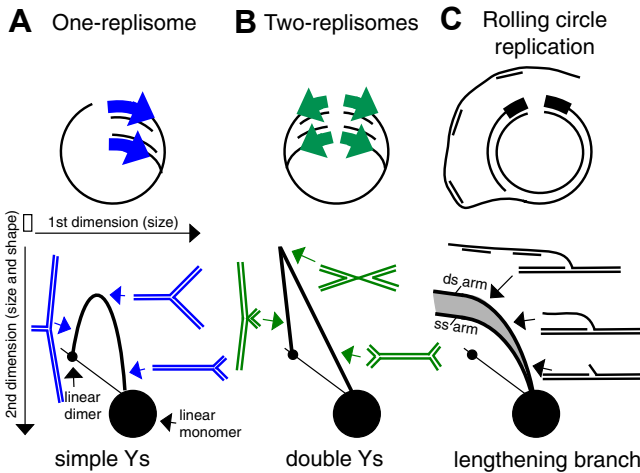 A One-replisome
B Two-replisomes
C Rolling circle
replication
1st dimension (size)
2nd dimension (size and shape)
linear
dimer
linear
monomer
ds arm
ss arm
simple Ys
double Ys
lengthening branch